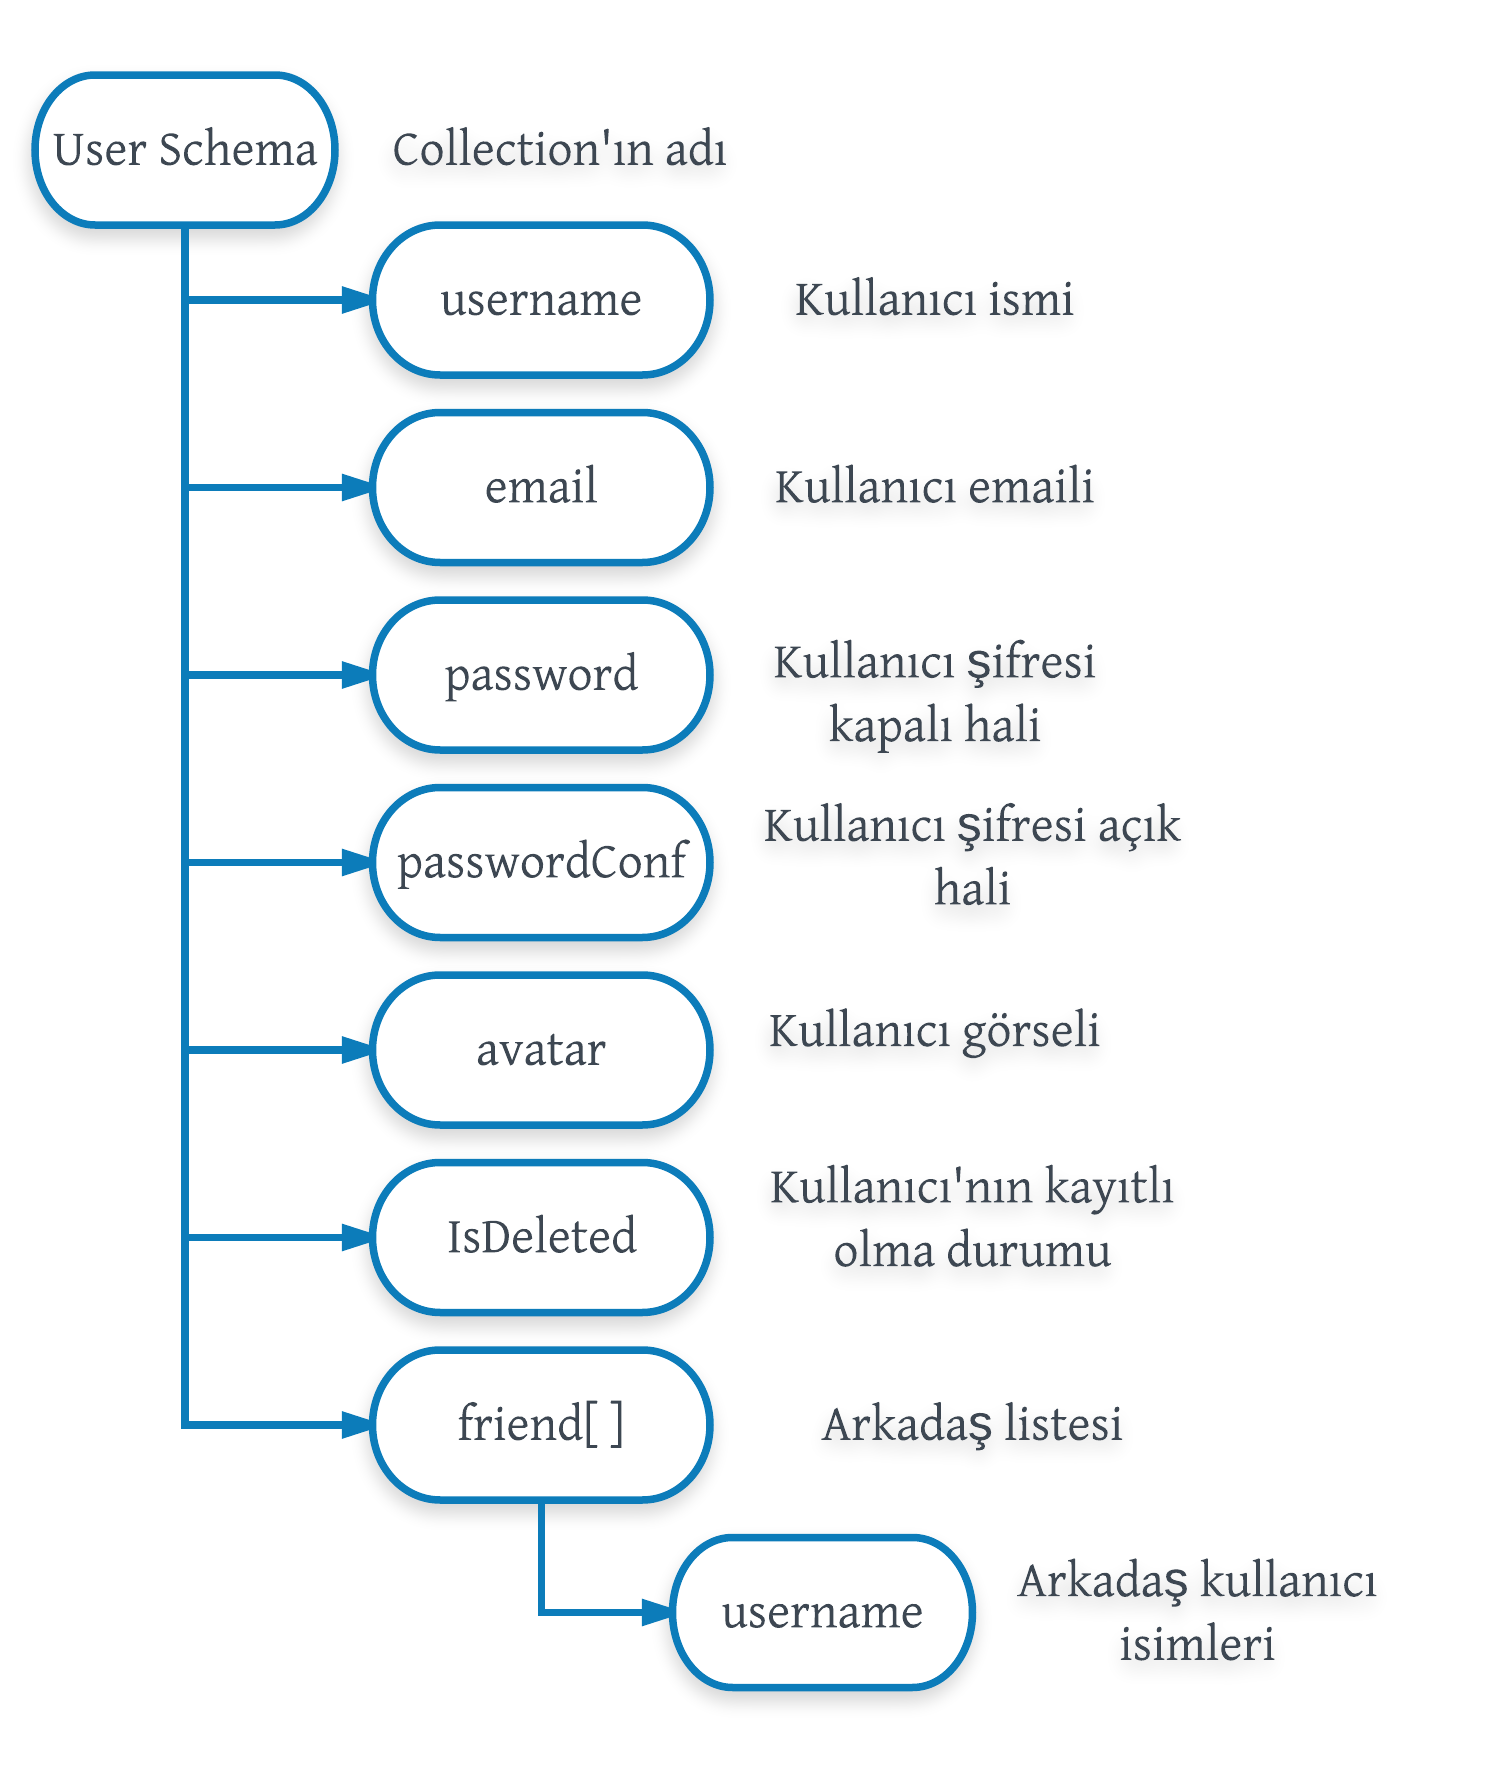 User Schema
Collection'ın adı
username
Kullanıcı ismi
email
Kullanıcı emaili
password
Kullanıcı şifresi
kapalı hali
passwordConf
Kullanıcı şifresi açık
hali
avatar
Kullanıcı görseli
IsDeleted
Kullanıcı'nın kayıtlı
olma durumu
friend[ ]
Arkadaş listesi
username
Arkadaş kullanıcı
isimleri